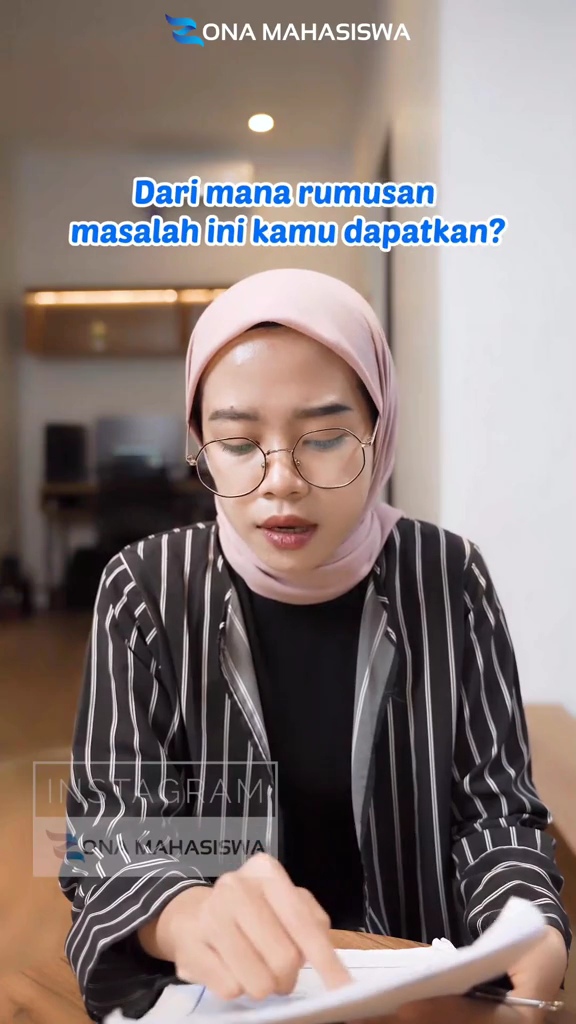 ZONA MAHASISWA
Dari mana rumusan
masalah ini kamu dapatkan?
INSTAGRAM
ZONA MAHASISWA